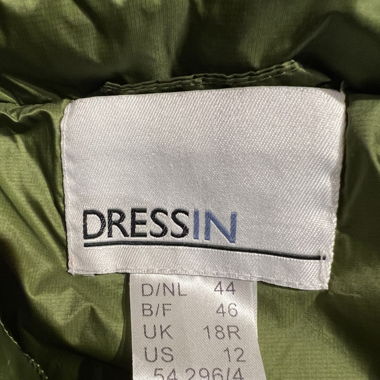 DRESSIN
D/NL 44
B/F 46
UK 18R
US 12
54.296/4